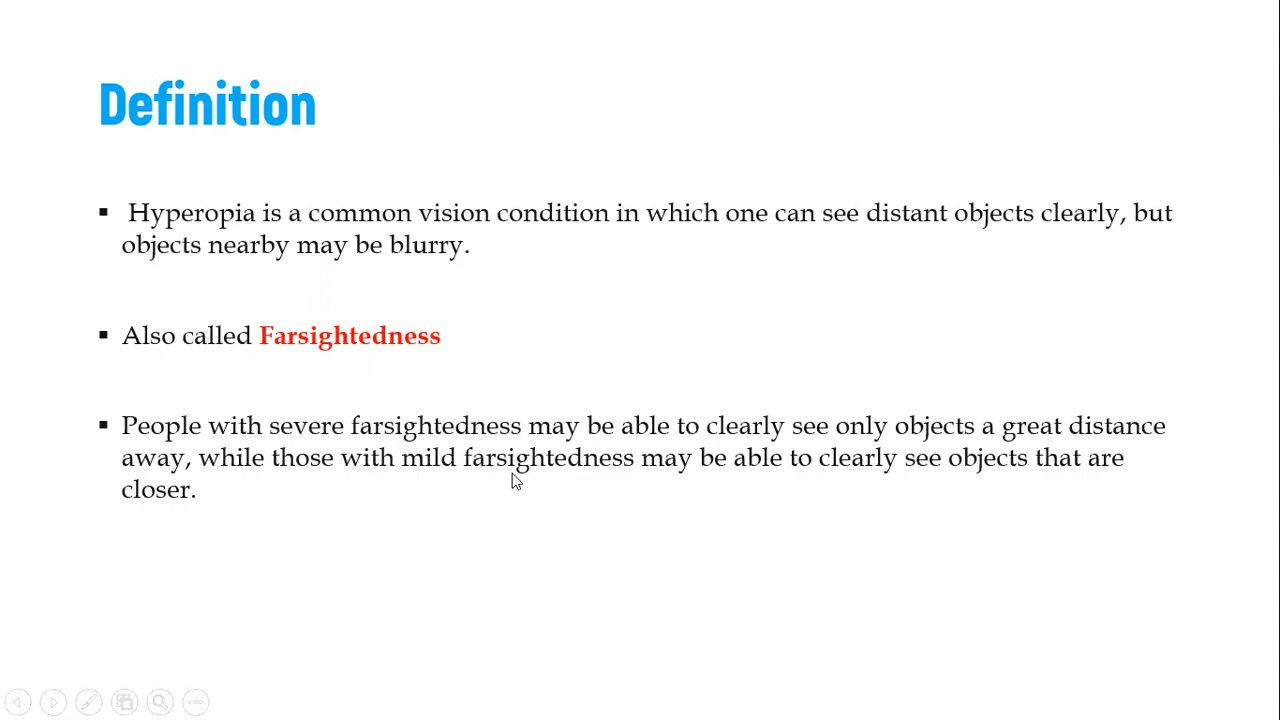 Definition
▪ Hyperopia is a common vision condition in which one can see distant objects clearly, but
objects nearby may be blurry.
▪ Also called Farsightedness
▪ People with severe farsightedness may be able to clearly see only objects a great distance
away, while those with mild farsightedness may be able to clearly see objects that are
closer.